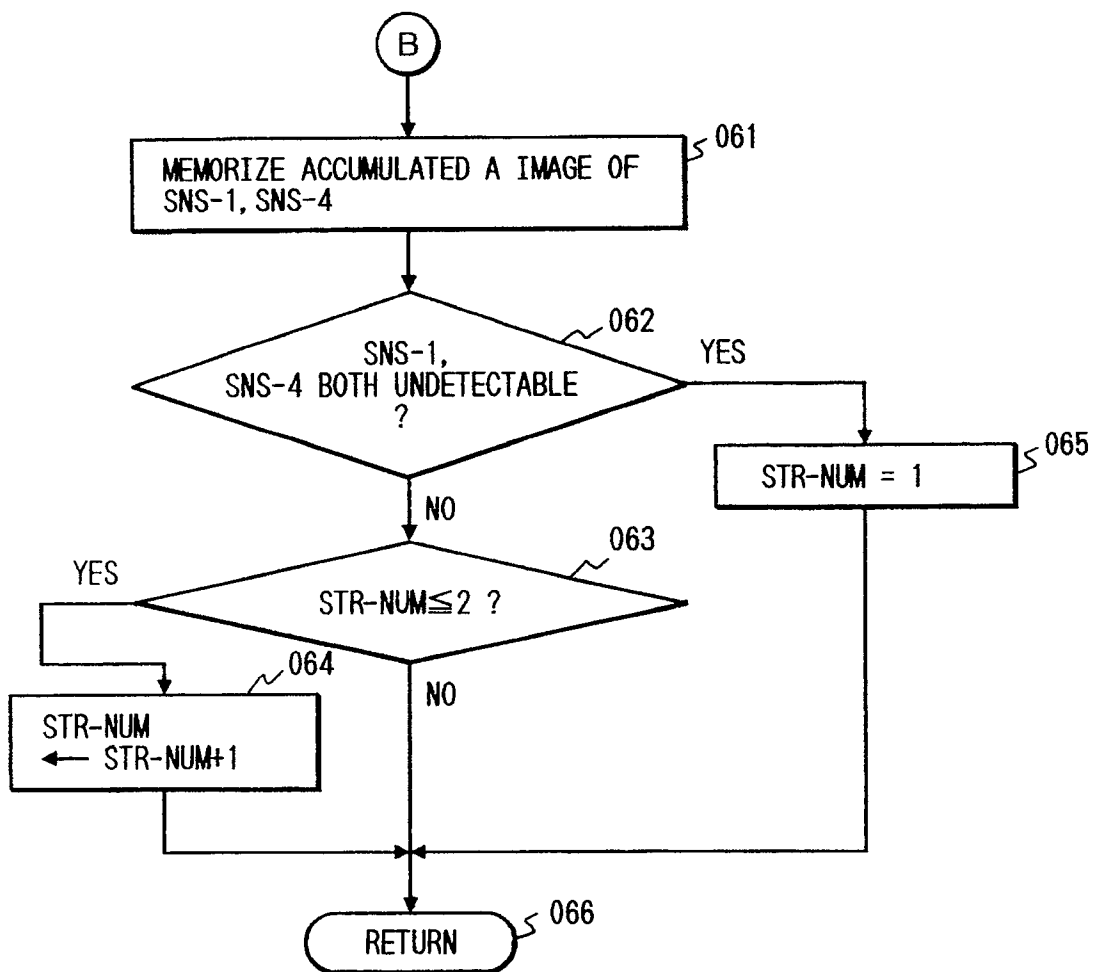 B
MEMORIZE ACCUMULATED A IMAGE OF
SNS-1, SNS-4
061
SNS-1,
SNS-4 BOTH UNDETECTABLE
?
062
YES
STR-NUM = 1
065
NO
STR-NUM≦2 ?
063
YES
STR-NUM
← STR-NUM+1
064
NO
RETURN
066